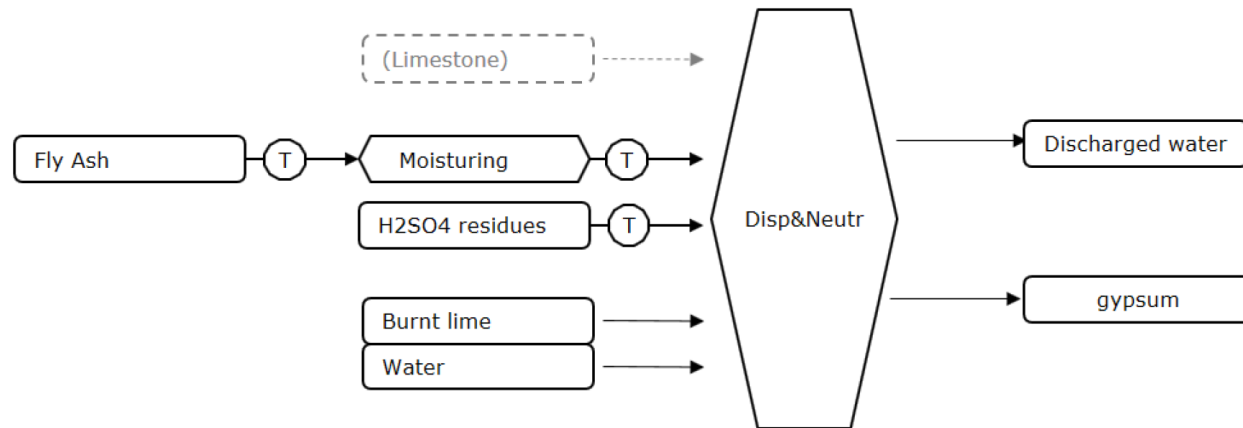 (Limestone)
Fly Ash
T
Moisturing
T
Discharged water
H2SO4 residues
T
Disp&Neutr
gypsum
Burnt lime
Water